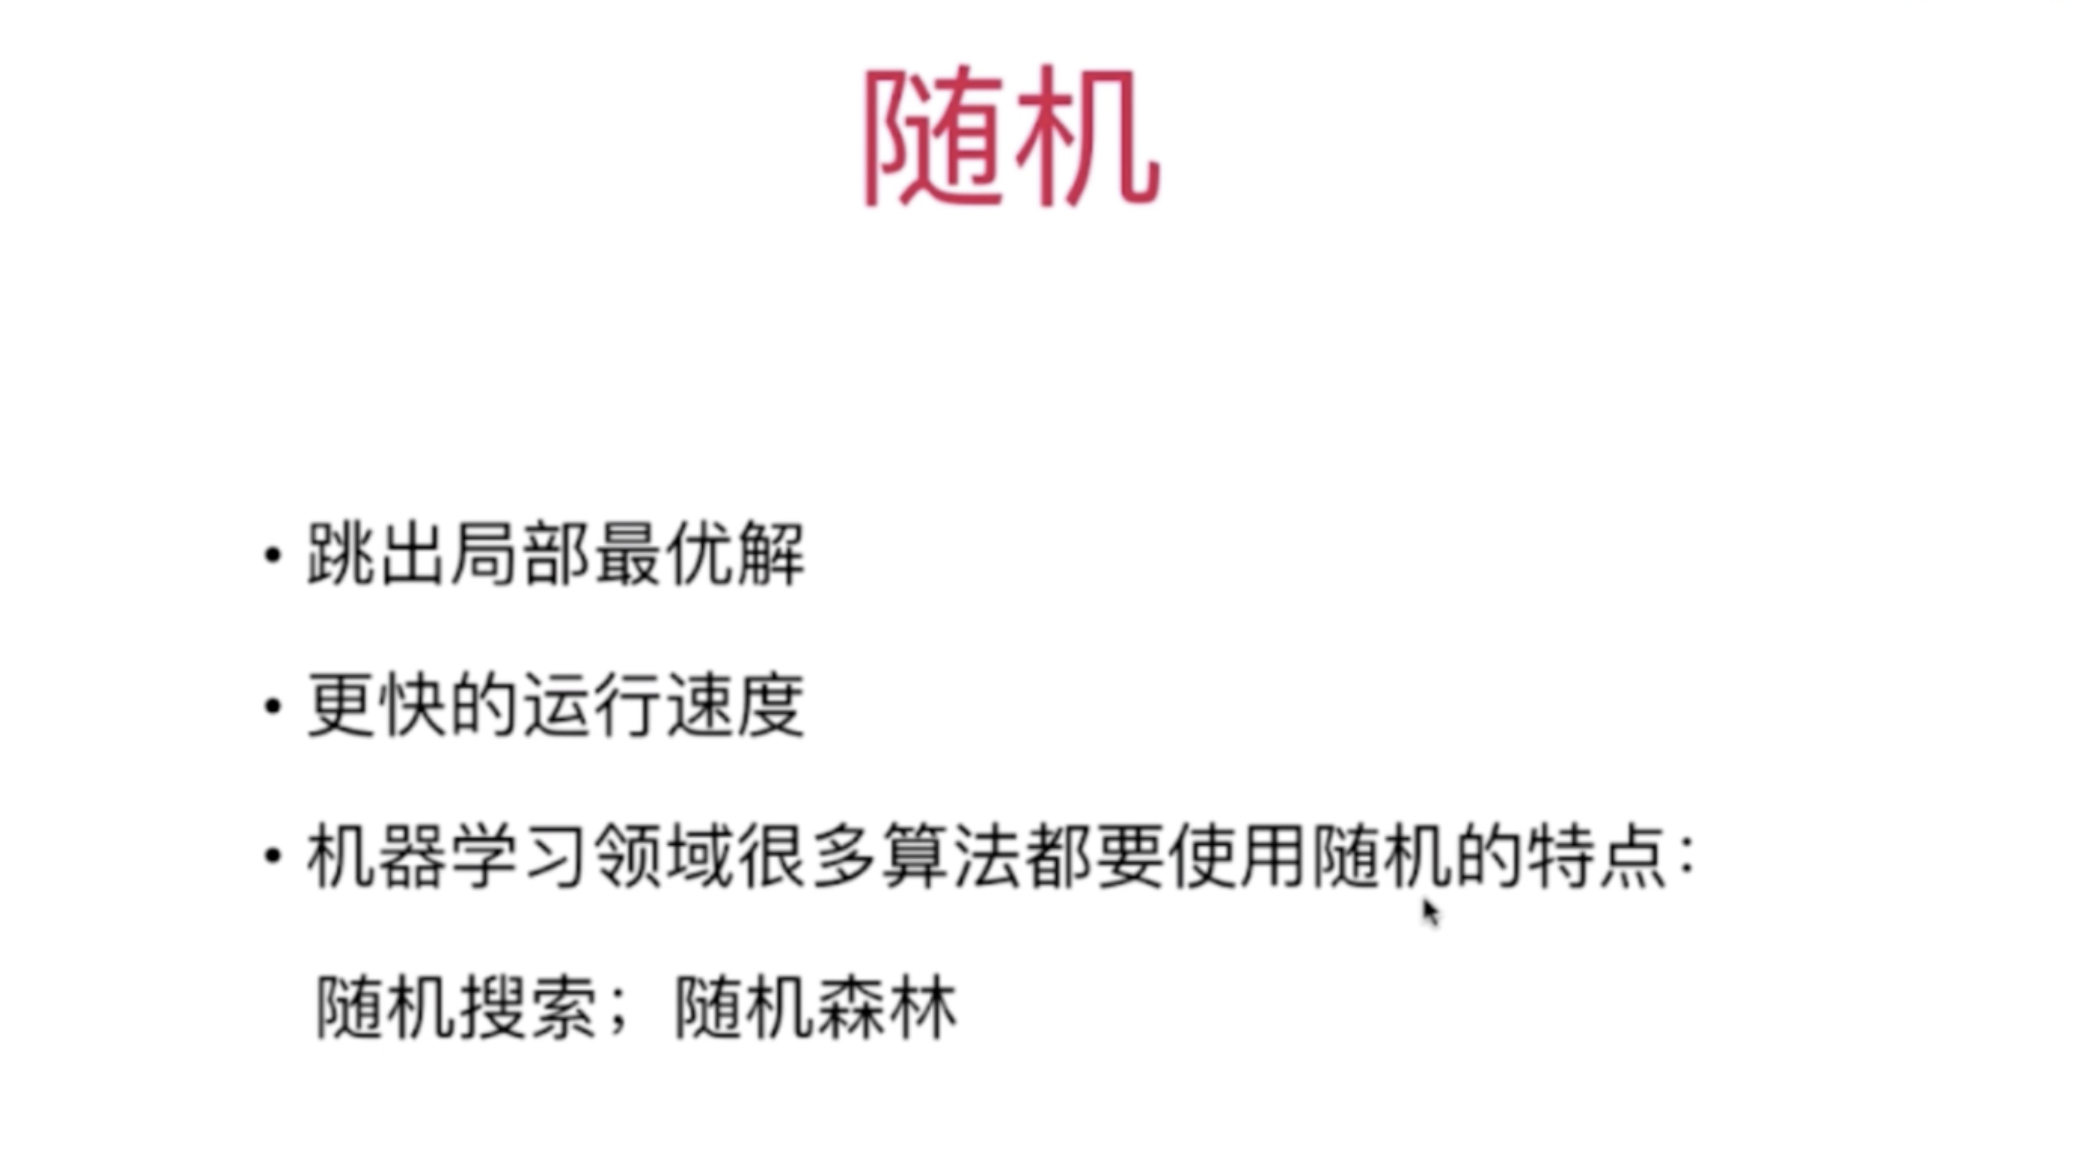 随机
• 跳出局部最优解
• 更快的运行速度
• 机器学习领域很多算法都要使用随机的特点：
随机搜索；随机森林